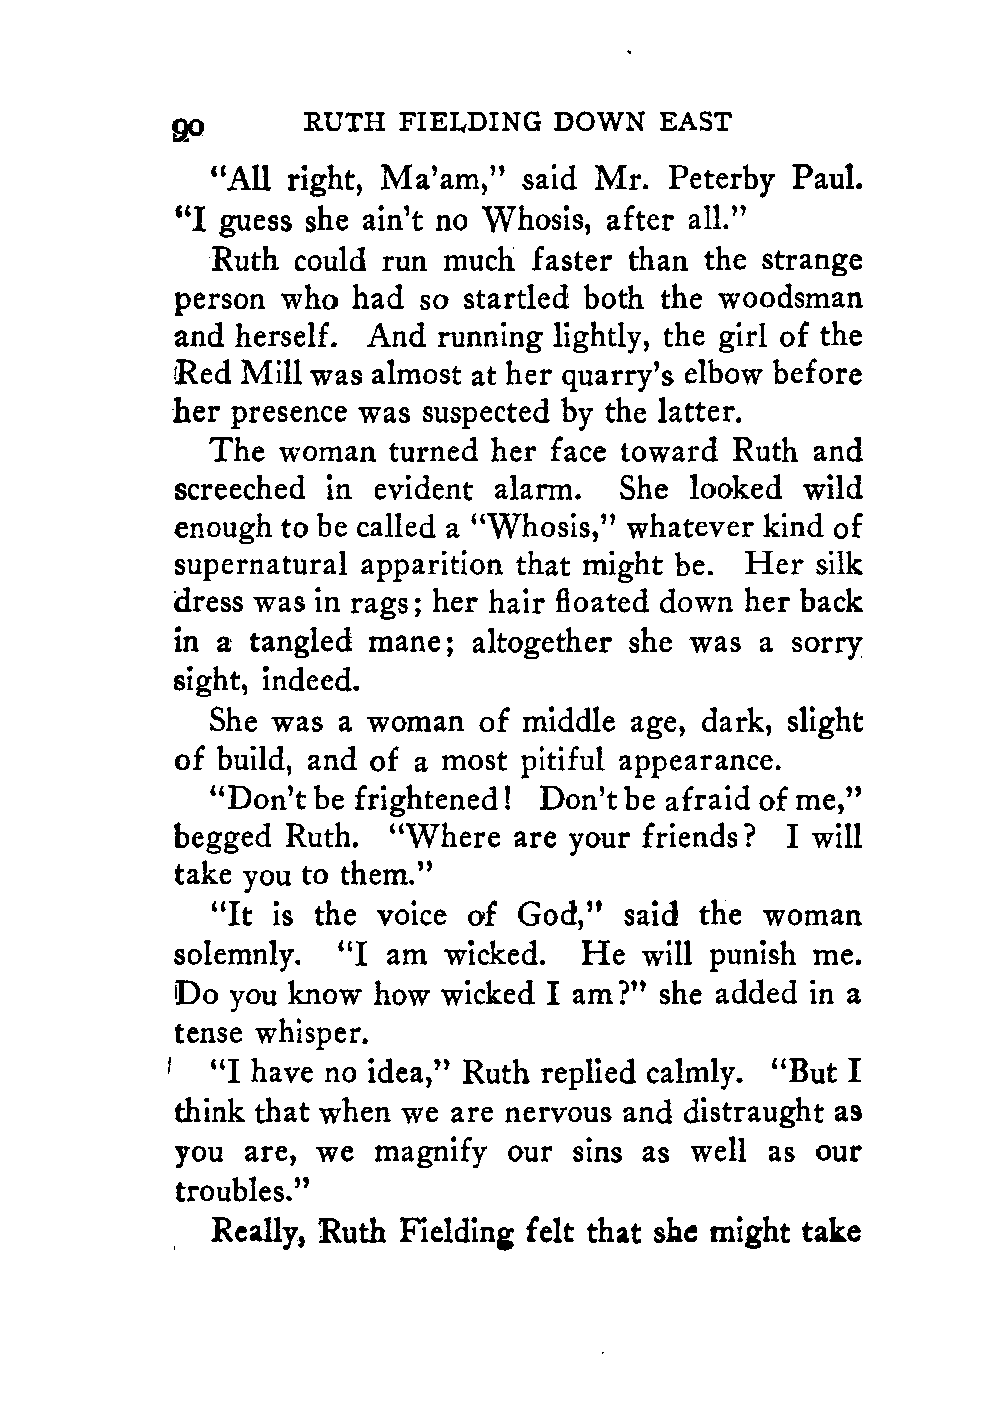 90 RUTH FIELDING DOWN EAST
"All right, Ma'am," said Mr. Peterby Paul.
"I guess she ain't no Whosis, after all."
Ruth could run much faster than the strange
person who had so startled both the woodsman
and herself. And running lightly, the girl of the
Red Mill was almost at her quarry's elbow before
her presence was suspected by the latter.
The woman turned her face toward Ruth and
screeched in evident alarm. She looked wild
enough to be called a "Whosis," whatever kind of
supernatural apparition that might be. Her silk
dress was in rags; her hair floated down her back
in a tangled mane; altogether she was a sorry
sight, indeed.
She was a woman of middle age, dark, slight
of build, and of a most pitiful appearance.
"Don't be frightened! Don't be afraid of me,"
begged Ruth. "Where are your friends? I will
take you to them."
"It is the voice of God," said the woman
solemnly. "I am wicked. He will punish me.
Do you know how wicked I am?" she added in a
tense whisper.
"I have no idea," Ruth replied calmly. "But I
think that when we are nervous and distraught as
you are, we magnify our sins as well as our
troubles."
Really, Ruth Fielding felt that she might take